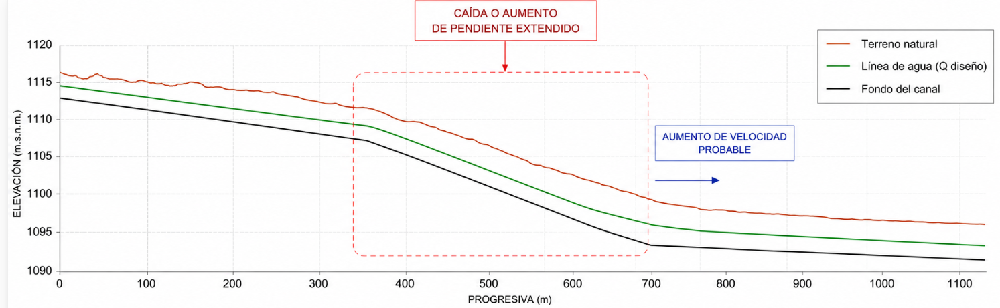 CAÍDA O AUMENTO
DE PENDIENTE EXTENDIDO
Terreno natural
Línea de agua (Q diseño)
Fondo del canal
AUMENTO DE VELOCIDAD
PROBABLE
ELEVACIÓN (m.s.n.m.)
1120
1115
1110
1105
1100
1095
1090
0 100 200 300 400 500 600 700 800 900 1000 1100
PROGRESIVA (m)